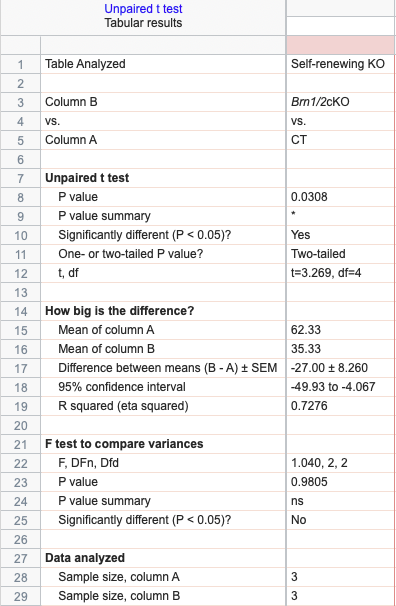 Unpaired t test
Tabular results
1 Table Analyzed Self-renewing KO
2
3 Column B Brn1/2cKO
4 vs. vs.
5 Column A CT
6
7 Unpaired t test
8 P value 0.0308
9 P value summary *
10 Significantly different (P < 0.05)? Yes
11 One- or two-tailed P value? Two-tailed
12 t, df t=3.269, df=4
13
14 How big is the difference?
15 Mean of column A 62.33
16 Mean of column B 35.33
17 Difference between means (B - A) ± SEM -27.00 ± 8.260
18 95% confidence interval -49.93 to -4.067
19 R squared (eta squared) 0.7276
20
21 F test to compare variances
22 F, DFn, Dfd 1.040, 2, 2
23 P value 0.9805
24 P value summary ns
25 Significantly different (P < 0.05)? No
26
27 Data analyzed
28 Sample size, column A 3
29 Sample size, column B 3